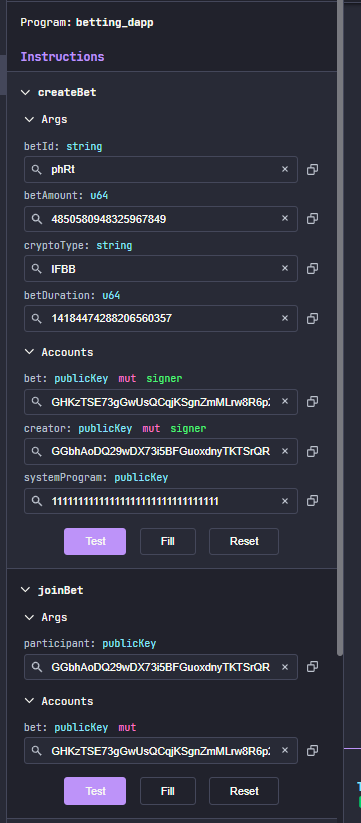 Program: betting_dapp
Instructions
createBet
Args
betId: string
phRt
betAmount: u64
4850580948325967849
cryptoType: string
IFBB
betDuration: u64
14184474288206560357
Accounts
bet: publicKey mut signer
GHKzTSE73gGwUsQCqjKSgnZmMLrw8R6p
creator: publicKey mut signer
GGbhAoDQ29wDX73i5BFGuoxdnyTKTSrQR
systemProgram: publicKey
11111111111111111111111111111111
Test Fill Reset
joinBet
Args
participant: publicKey
GGbhAoDQ29wDX73i5BFGuoxdnyTKTSrQR
Accounts
bet: publicKey mut
GHKzTSE73gGwUsQCqjKSgnZmMLrw8R6p
Test Fill Reset